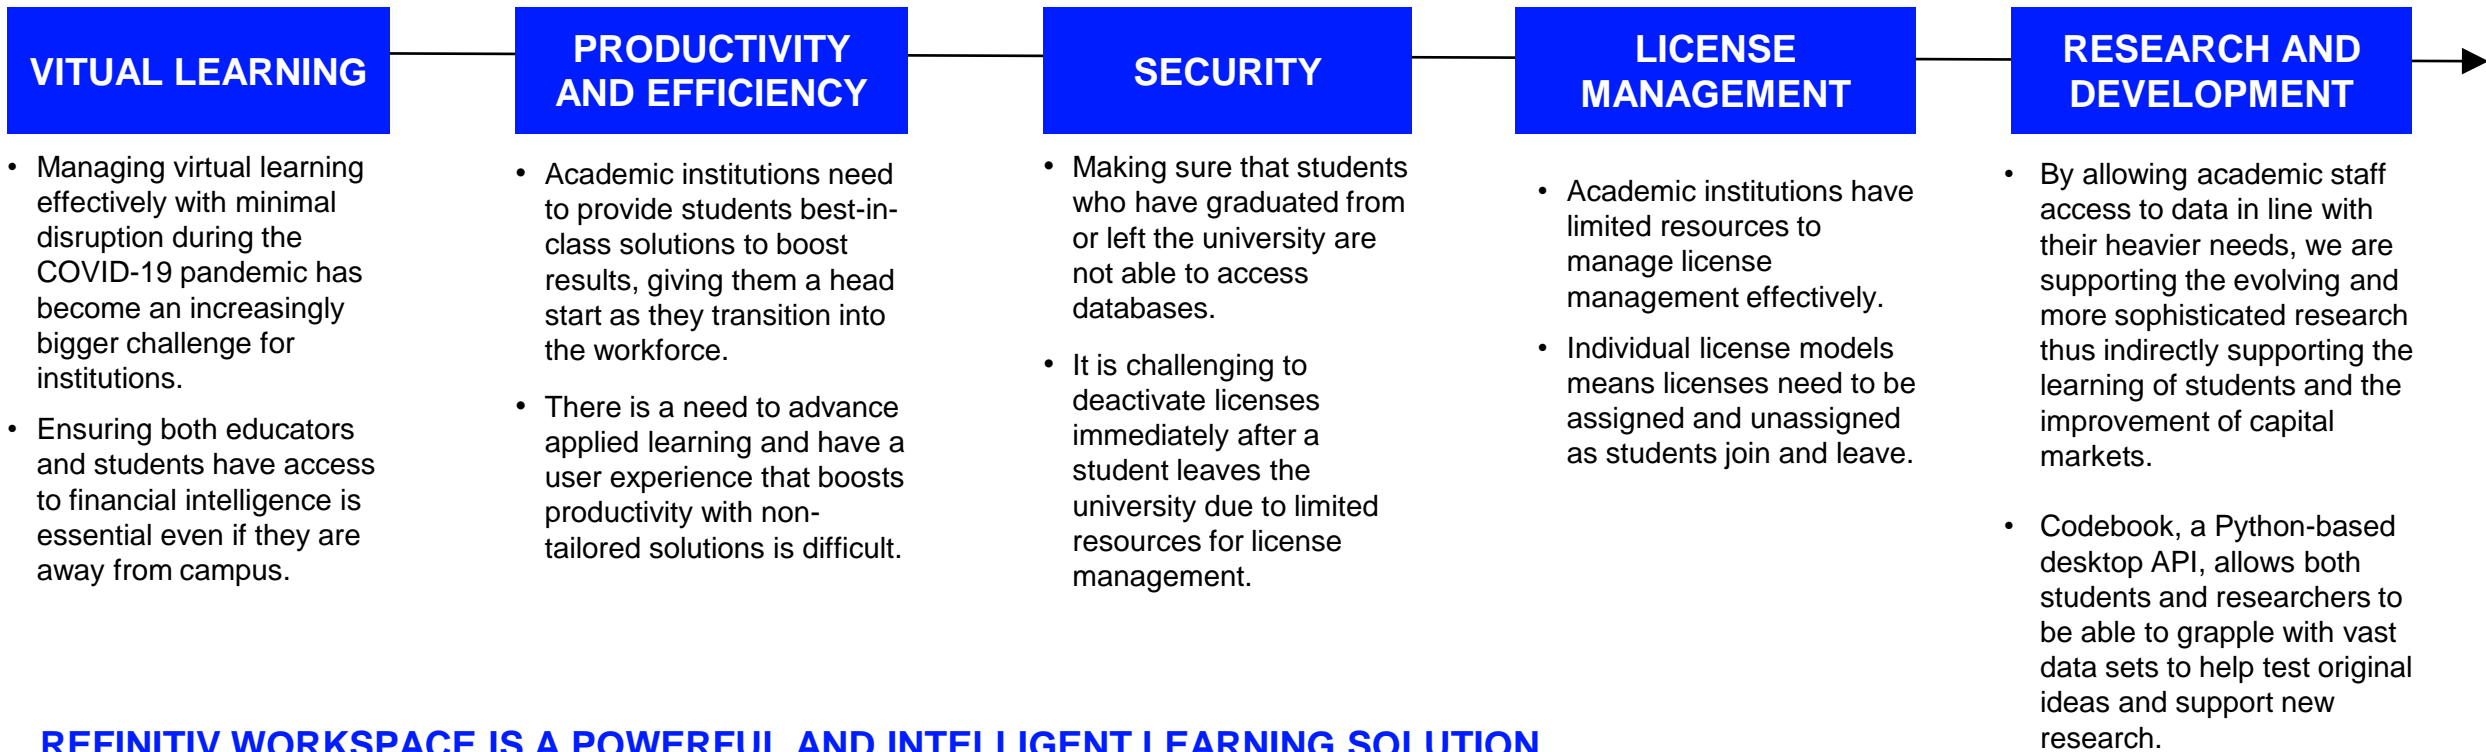 VITUAL LEARNING
• Managing virtual learning
effectively with minimal
disruption during the
COVID-19 pandemic has
become an increasingly
bigger challenge for
institutions.
• Ensuring both educators
and students have access
to financial intelligence is
essential even if they are
away from campus.
PRODUCTIVITY
AND EFFICIENCY
• Academic institutions need
to provide students best-in-
class solutions to boost
results, giving them a head
start as they transition into
the workforce.
• There is a need to advance
applied learning and have a
user experience that boosts
productivity with non-
tailored solutions is difficult.
SECURITY
• Making sure that students
who have graduated from
or left the university are
not able to access
databases.
• It is challenging to
deactivate licenses
immediately after a
student leaves the
university due to limited
resources for license
management.
LICENSE
MANAGEMENT
• Academic institutions have
limited resources to
manage license
management effectively.
• Individual license models
means licenses need to be
assigned and unassigned
as students join and leave.
RESEARCH AND
DEVELOPMENT
• By allowing academic staff
access to data in line with
their heavier needs, we are
supporting the evolving and
more sophisticated research
thus indirectly supporting the
learning of students and the
improvement of capital
markets.
• Codebook, a Python-based
desktop API, allows both
students and researchers to
be able to grapple with vast
data sets to help test original
ideas and support new
research.
REFINITIV WORKSPACE IS A POWERFUL AND INTELLIGENT LEARNING SOLUTION